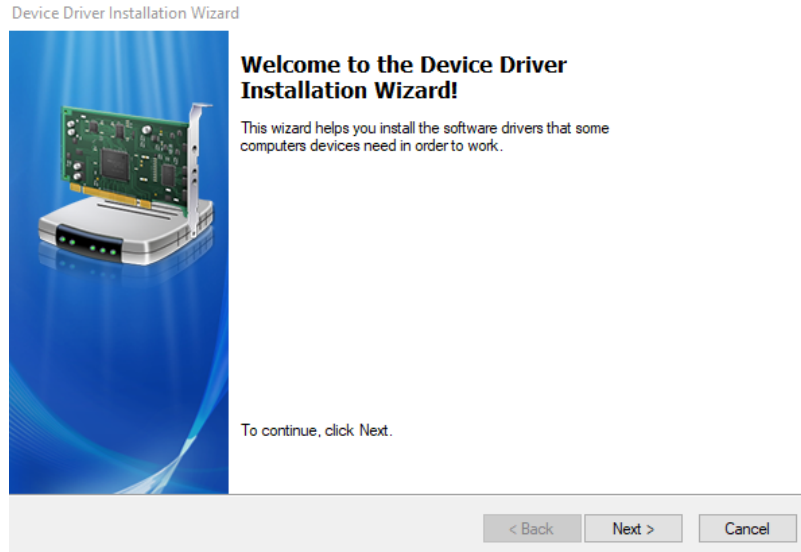 Device Driver Installation Wizard
Welcome to the Device Driver
Installation Wizard!
This wizard helps you install the software drivers that some
computers devices need in order to work.
To continue, click Next.
< Back
Next >
Cancel